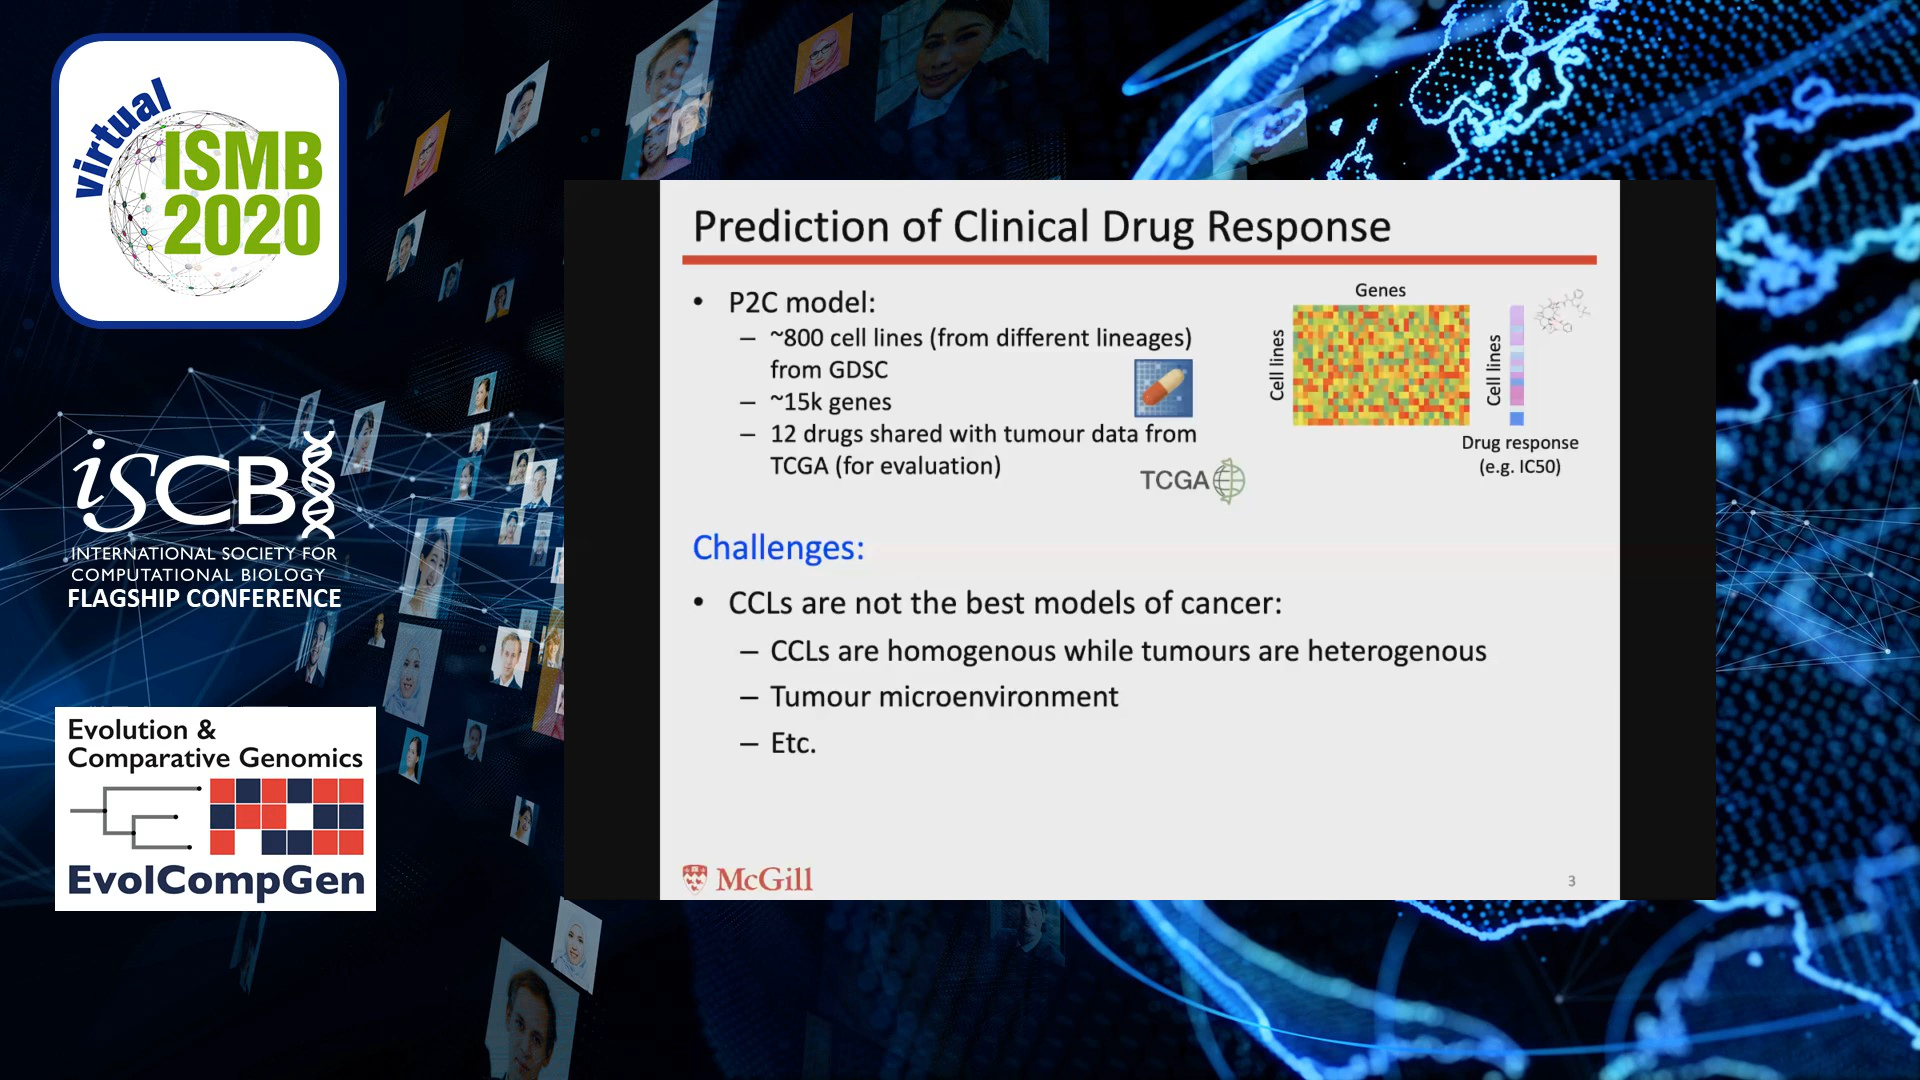 virtual
ISMB
2020
iSCB
INTERNATIONAL SOCIETY FOR
COMPUTATIONAL BIOLOGY
FLAGSHIP CONFERENCE
Evolution &
Comparative Genomics
EvolCompGen
Prediction of Clinical Drug Response
• P2C model:
– ~800 cell lines (from different lineages)
from GDSC
– ~15k genes
– 12 drugs shared with tumour data from
TCGA (for evaluation)
TCGA
Genes
Cell lines
Cell lines
Drug response
(e.g. IC50)
Challenges:
• CCLs are not the best models of cancer:
– CCLs are homogenous while tumours are heterogenous
– Tumour microenvironment
– Etc.
McGill
3